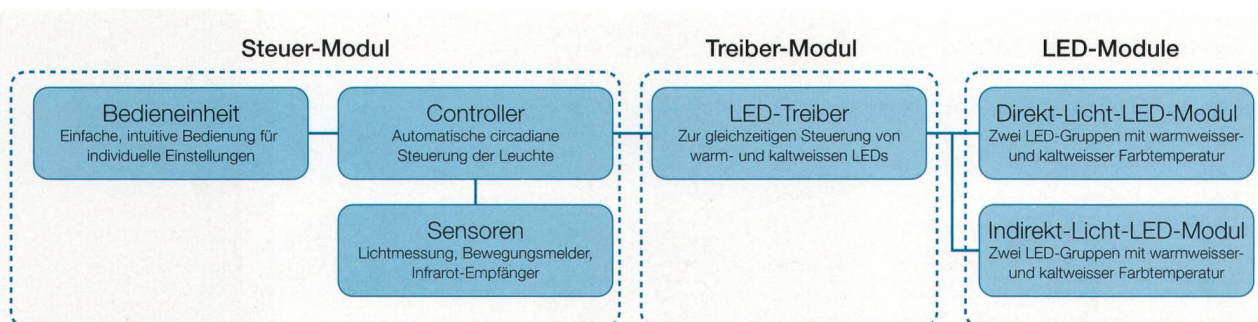 Steuer-Modul
Treiber-Modul
LED-Module
Bedieneinheit
Einfache, intuitive Bedienung für
individuelle Einstellungen
Controller
Automatische circadiane
Steuerung der Leuchte
LED-Treiber
Zur gleichzeitigen Steuerung von
warm- und kaltweissen LEDs
Direkt-Licht-LED-Modul
Zwei LED-Gruppen mit warmweisser-
und kaltweisser Farbtemperatur
Sensoren
Lichtmessung, Bewegungsmelder,
Infrarot-Empfänger
Indirekt-Licht-LED-Modul
Zwei LED-Gruppen mit warmweisser-
und kaltweisser Farbtemperatur